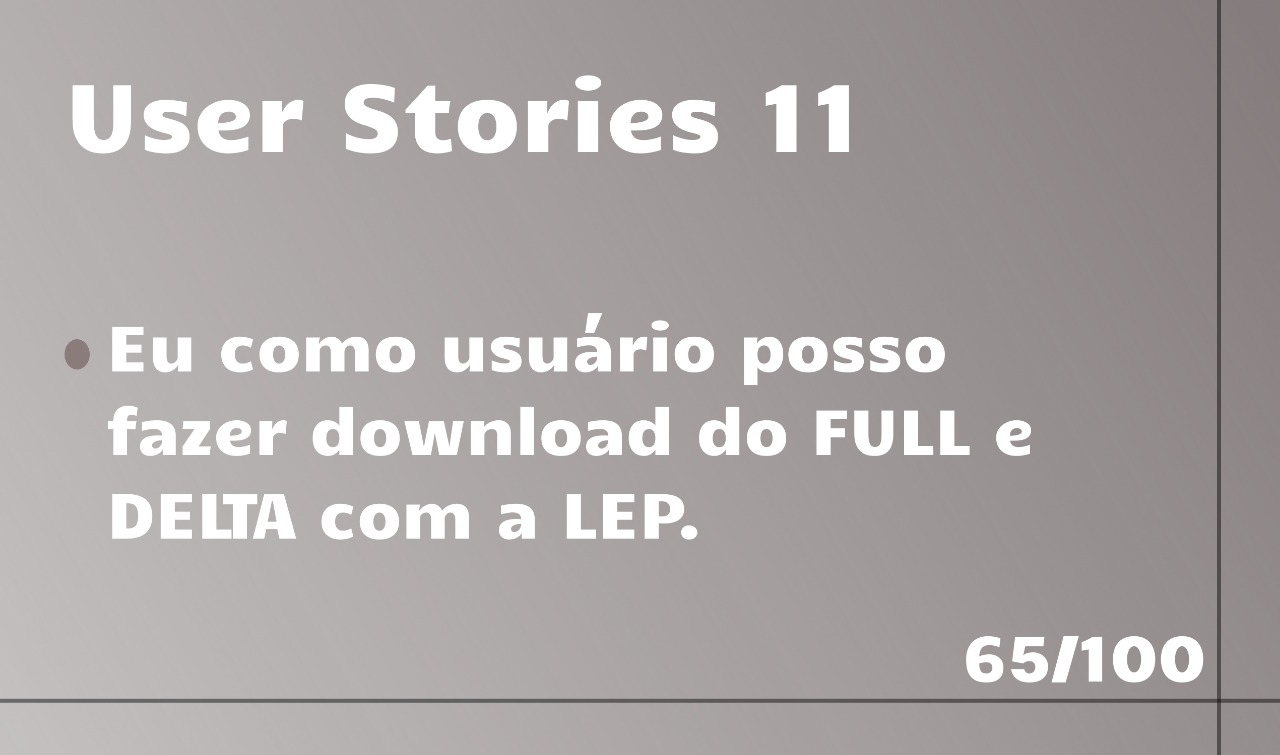 User Stories 11
Eu como usuário posso
fazer download do FULL e
DELTA com a LEP.
65/100